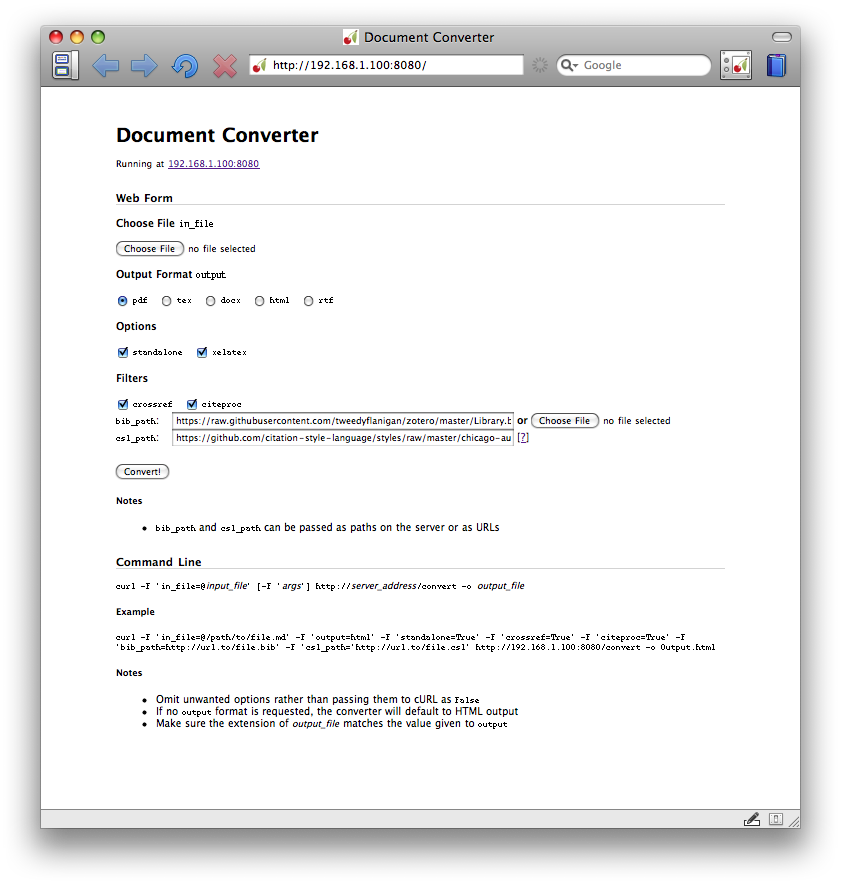 Document Converter
http://192.168.1.100:8080/
Google
Document Converter
Running at 192.168.1.100:8080
Web Form
Choose File in_file
Choose File no file selected
Output Format output
pdf tex docx html rtf
Options
standalone xelatex
Filters
crossref citeproc
bib_path: https://raw.githubusercontent.com/tweedyflanigan/zotero/master/Library.b or Choose File no file selected
csl_path: https://github.com/citation-style-language/styles/raw/master/chicago-au [?]
Convert!
Notes
• bib_path and csl_path can be passed as paths on the server or as URLs
Command Line
curl -F 'in_file=@input_file' [-F 'args'] http://server_address/convert -o output_file
Example
curl -F 'in_file=@/path/to/file.md' -F 'output=html' -F 'standalone=True' -F 'crossref=True' -F 'citeproc=True' -F
'bib_path=http://url.to/file.bib' -F 'csl_path='http://url.to/file.csl' http://192.168.1.100:8080/convert -o Output.html
Notes
• Omit unwanted options rather than passing them to cURL as False
• If no output format is requested, the converter will default to HTML output
• Make sure the extension of output_file matches the value given to output